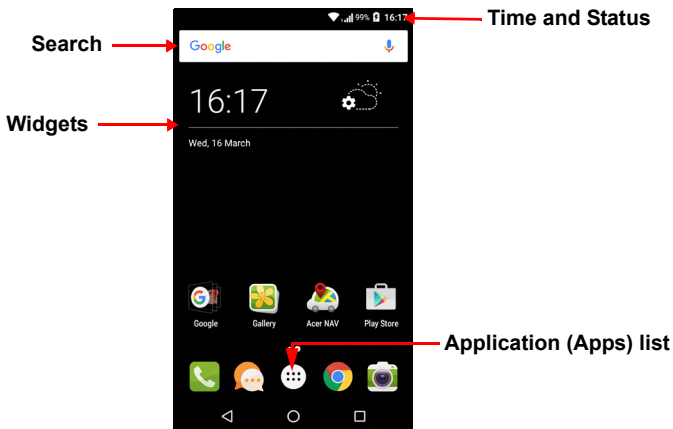 99% 16:17
Time and Status
Search
Google
16:17
Widgets
Wed, 16 March
Google Gallery Acer NAV Play Store
Application (Apps) list